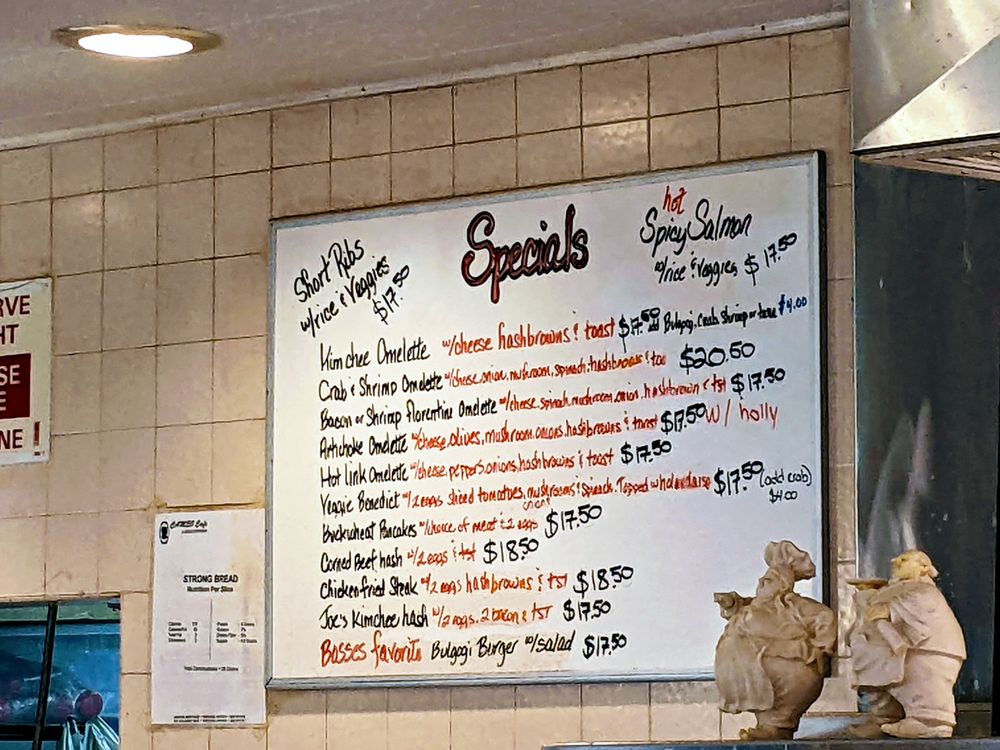 Specials
Short Ribs
w/rice & Veggies
$17.50
hot
Spicy Salmon
w/rice & Veggies $17.50
Kimchee Omelette w/cheese hashbrowns & toast $17.50 add Bulgogi, Crab, Shrimp or $4.00
Crab & Shrimp Omelette w/cheese, onion, mushroom, spinach, hashbrowns & $20.50
Bacon or Shrimp Florentine Omelette w/cheese, spinach, mushroom, onion, hashbrown & tst $17.50
Artichoke Omelette w/cheese, olives, mushroom, onions, hashbrowns & toast $17.50 W/ holly
Hot link Omelette w/cheese, peppers, onions, hashbrowns & toast $17.50
Veggie Benedict w/2 eggs sliced tomatoes, mushrooms & spinach. Topped w holandaise $17.50 (add crab)
$4.00
Buckwheat Pancakes w/choice of meat & 2 eggs $17.50
Corned Beef hash w/2 eggs & tst $18.50
Chicken fried Steak w/2 eggs hashbrowns & tst $18.50
Joe's Kimchee hash w/2 eggs, 2 bacon & TST $17.50
Bosses favorite Bulgogi Burger w/salad $17.50
RVE
HT
SE
E
NE!
CAMEO Cafe
STRONG BREAD
Nutrition Per Slice